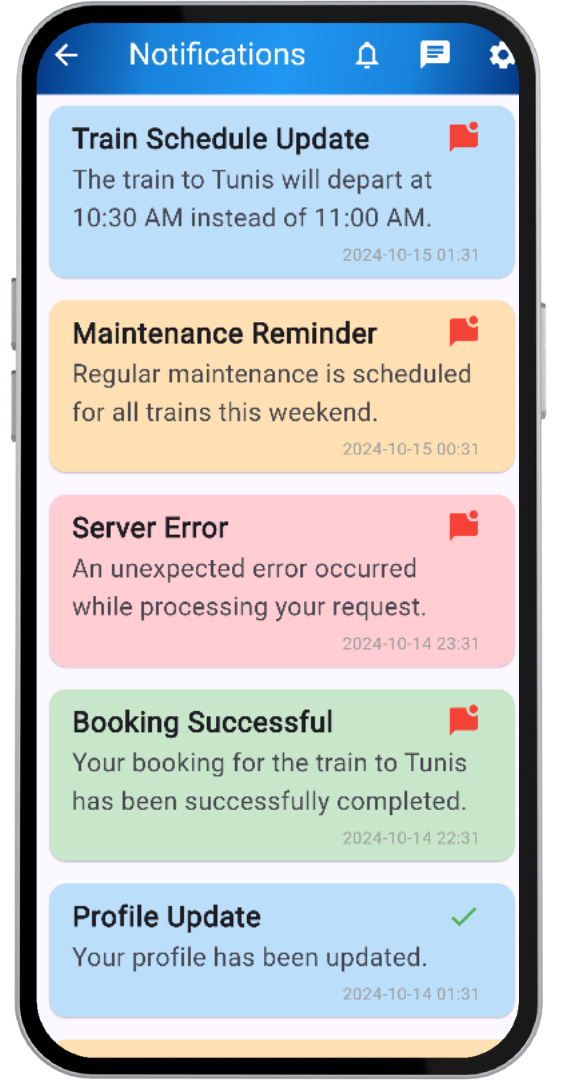 Notifications
Train Schedule Update
The train to Tunis will depart at
10:30 AM instead of 11:00 AM.
2024-10-15 01:31
Maintenance Reminder
Regular maintenance is scheduled
for all trains this weekend.
2024-10-15 00:31
Server Error
An unexpected error occurred
while processing your request.
2024-10-14 23:31
Booking Successful
Your booking for the train to Tunis
has been successfully completed.
2024-10-14 22:31
Profile Update
Your profile has been updated.
2024-10-14 01:31